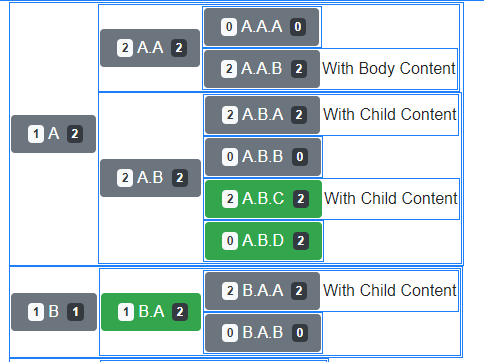 0 A.A.A 0
2 A.A 2
2 A.A.B 2 With Body Content
2 A.B.A 2 With Child Content
1 A 2
0 A.B.B 0
2 A.B 2
2 A.B.C 2 With Child Content
0 A.B.D 2
2 B.A.A 2 With Child Content
1 B 1
1 B.A 2
0 B.A.B 0